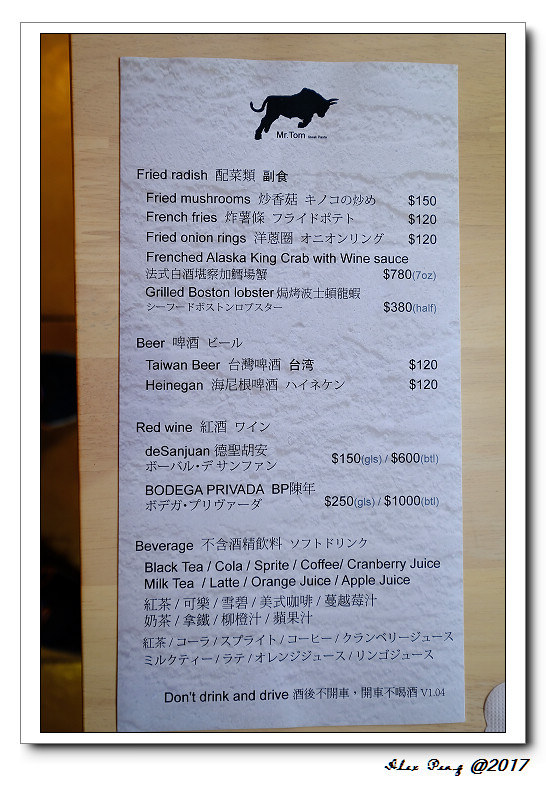 Mr.Tom Steak Pasta
Fried radish 配菜類 副食
Fried mushrooms 炒香菇 キノコの炒め $150
French fries 炸薯條 フライドポテト $120
Fried onion rings 洋蔥圈 オニオンリング $120
Frenched Alaska King Crab with Wine sauce
法式白酒堪察加鱈場蟹 $780(7oz)
Grilled Boston lobster 焗烤波士頓龍蝦
シーフードボストンロブスター $380(half)
Beer 啤酒 ビール
Taiwan Beer 台灣啤酒 台湾 $120
Heinegan 海尼根啤酒 ハイネケン $120
Red wine 紅酒 ワイン
deSanjuan 德聖胡安
ボーバル・デ サンファン $150(gls) / $600(btl)
BODEGA PRIVADA BP陳年
ボデガ・プリヴァーダ $250(gls) / $1000(btl)
Beverage 不含酒精飲料 ソフトドリンク
Black Tea / Cola / Sprite / Coffee/ Cranberry Juice
Milk Tea / Latte / Orange Juice / Apple Juice
紅茶 / 可樂 / 雪碧 / 美式咖啡 / 蔓越莓汁
奶茶 / 拿鐵 / 柳橙汁 / 蘋果汁
紅茶 / コーラ / スプライト / コーヒー / クランベリージュース
ミルクティー / ラテ / オレンジジュース / リンゴジュース
Don't drink and drive 酒後不開車，開車不喝酒 V1.04
Alex Peng @2017